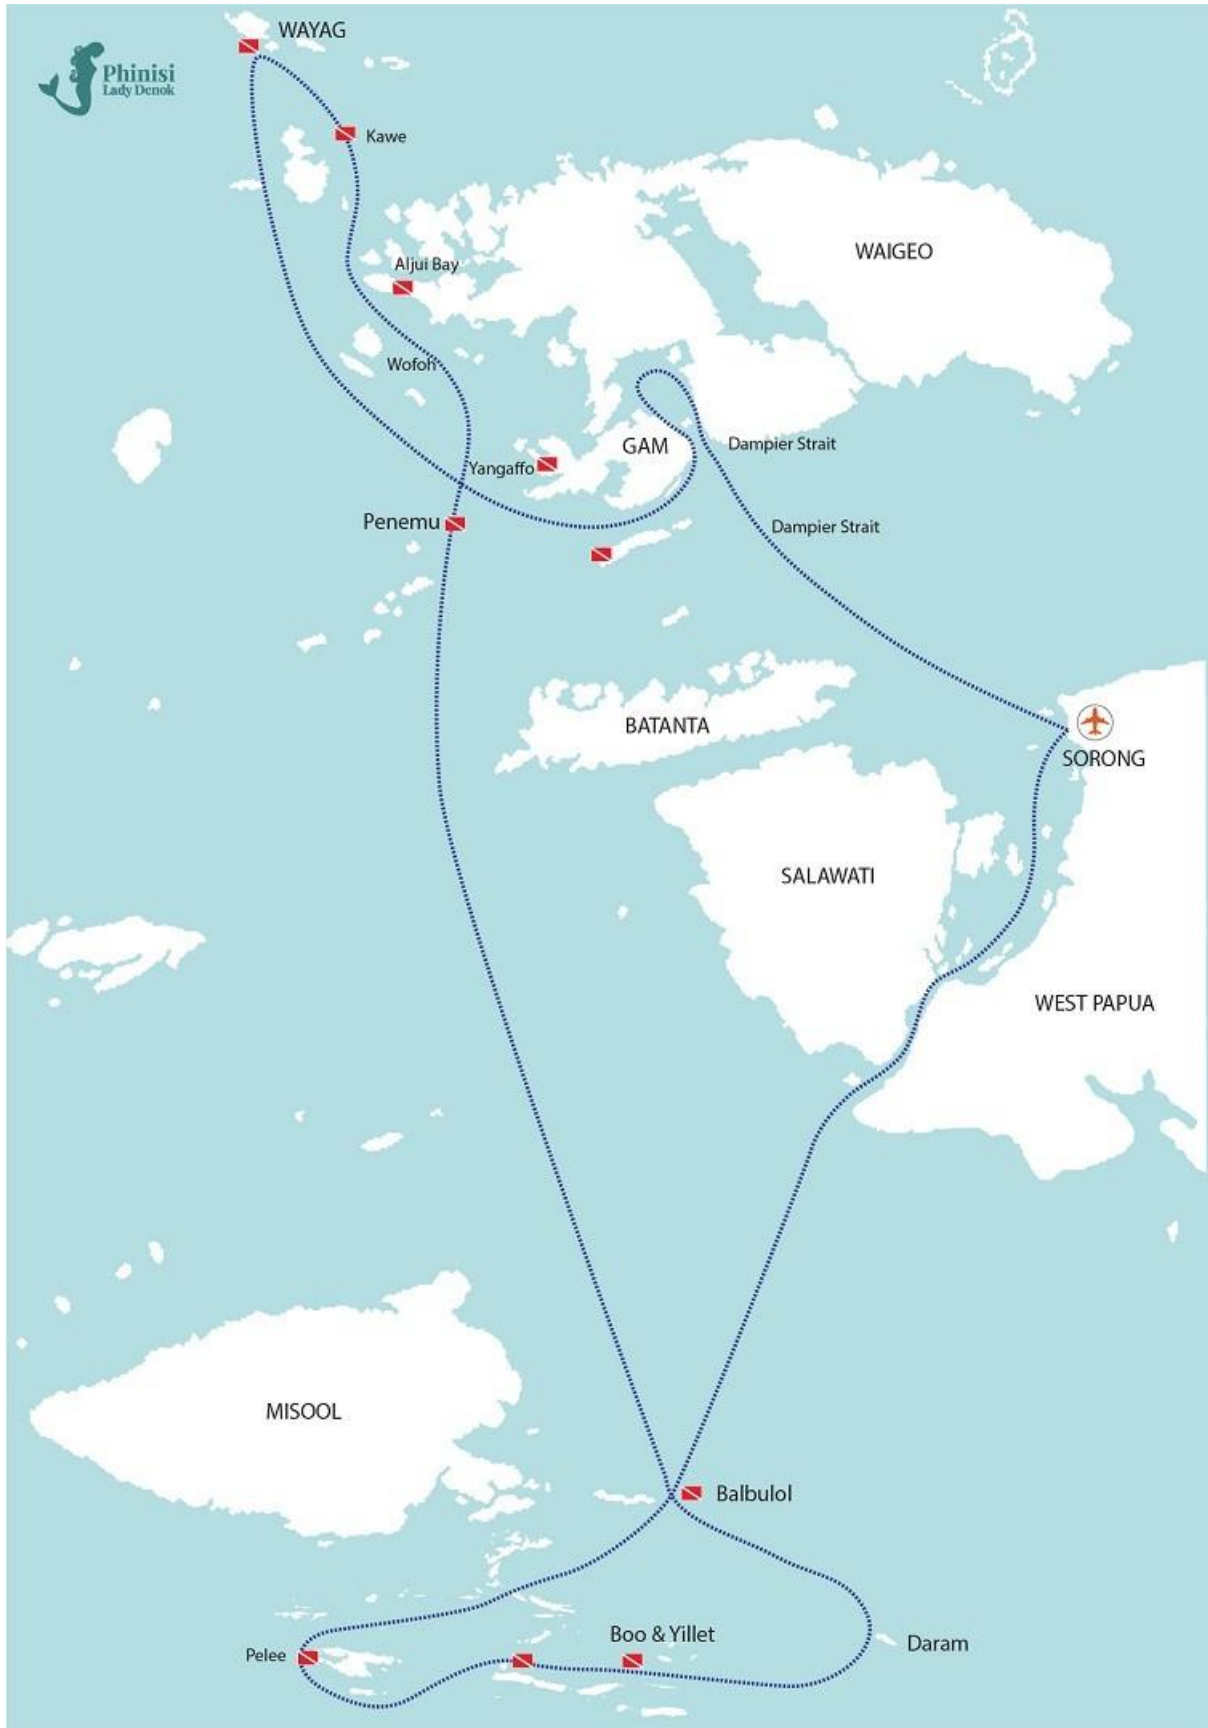 WAYAG
Phinisi
Lady Denok
Kawe
WAIGEO
Aljui Bay
Wofoh
GAM
Dampier Strait
Yangaffo
Penemu
Dampier Strait
BATANTA
SORONG
SALAWATI
WEST PAPUA
MISOOL
Balbulol
Boo & Yillet
Daram
Pelee